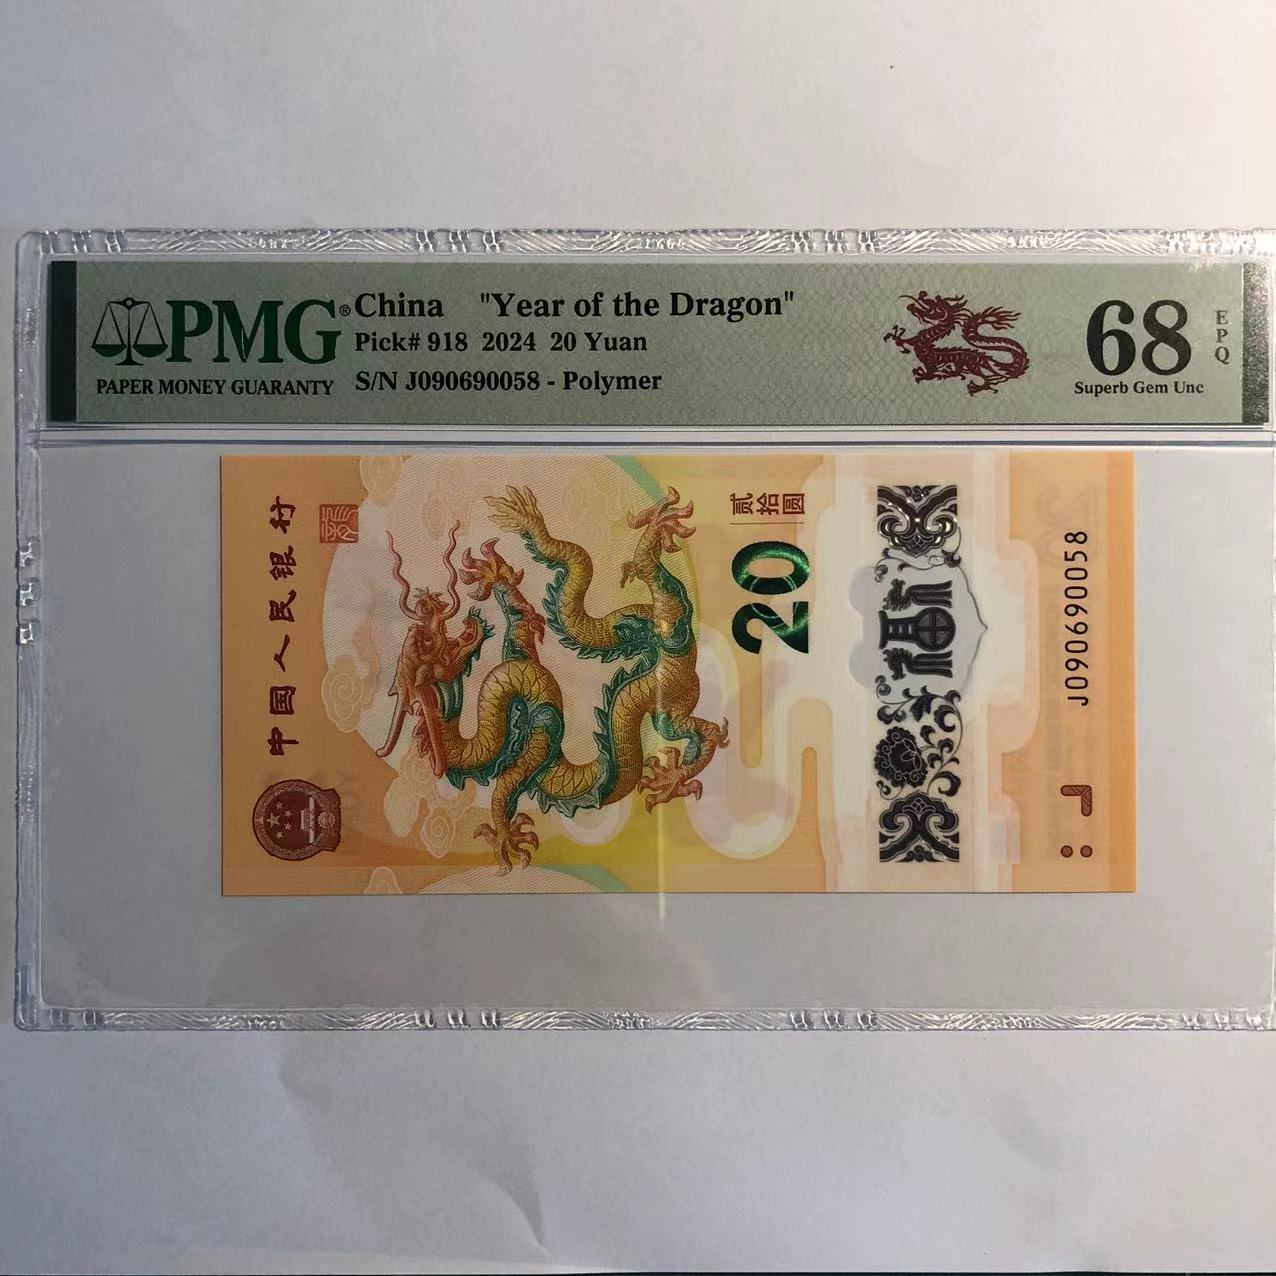 PMG® China "Year of the Dragon"
Pick# 918 2024 20 Yuan
PAPER MONEY GUARANTY S/N J090690058 - Polymer
68
EPQ
Superb Gem Unc
中国人民银行
贰拾圆
20
福
J090690058